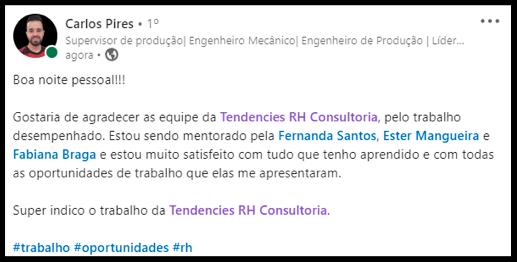 Carlos Pires • 1º
Supervisor de produção| Engenheiro Mecânico| Engenheiro de Produção | Líder...
agora •
Boa noite pessoal!!!
Gostaria de agradecer as equipe da Tendencies RH Consultoria, pelo trabalho
desempenhado. Estou sendo mentorado pela Fernanda Santos, Ester Mangueira e
Fabiana Braga e estou muito satisfeito com tudo que tenho aprendido e com todas
as oportunidades de trabalho que elas me apresentaram.
Super indico o trabalho da Tendencies RH Consultoria.
#trabalho #oportunidades #rh